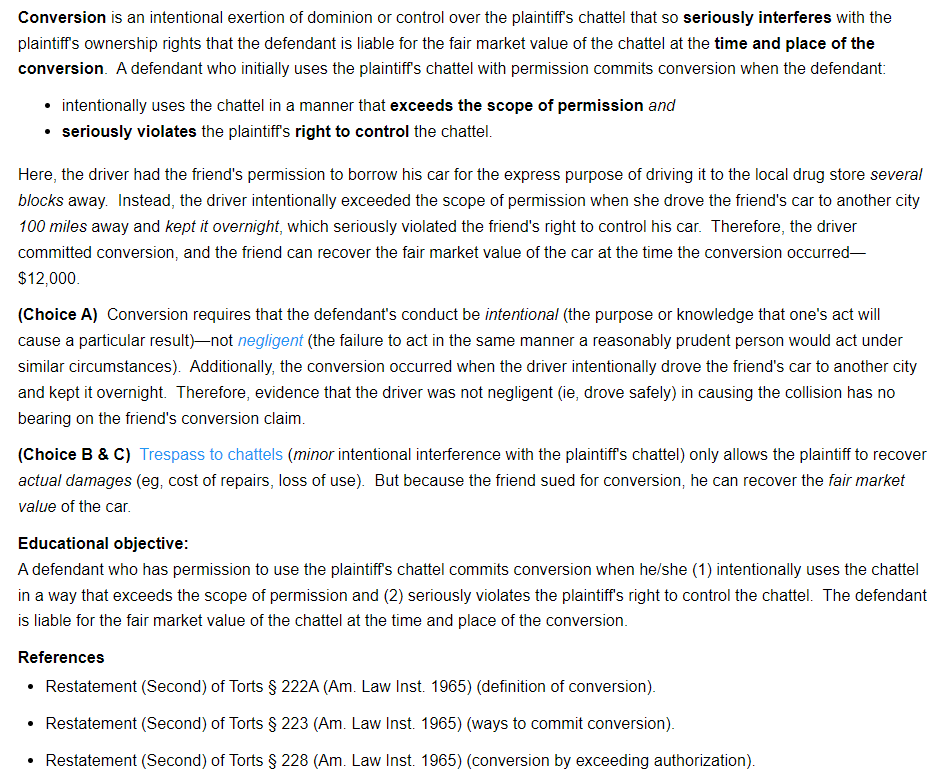 Conversion is an intentional exertion of dominion or control over the plaintiff's chattel that so seriously interferes with the
plaintiff's ownership rights that the defendant is liable for the fair market value of the chattel at the time and place of the
conversion. A defendant who initially uses the plaintiff's chattel with permission commits conversion when the defendant:
• intentionally uses the chattel in a manner that exceeds the scope of permission and
• seriously violates the plaintiff's right to control the chattel.
Here, the driver had the friend's permission to borrow his car for the express purpose of driving it to the local drug store several
blocks away. Instead, the driver intentionally exceeded the scope of permission when she drove the friend's car to another city
100 miles away and kept it overnight, which seriously violated the friend's right to control his car. Therefore, the driver
committed conversion, and the friend can recover the fair market value of the car at the time the conversion occurred—
$12,000.
(Choice A) Conversion requires that the defendant's conduct be intentional (the purpose or knowledge that one's act will
cause a particular result)—not negligent (the failure to act in the same manner a reasonably prudent person would act under
similar circumstances). Additionally, the conversion occurred when the driver intentionally drove the friend's car to another city
and kept it overnight. Therefore, evidence that the driver was not negligent (ie, drove safely) in causing the collision has no
bearing on the friend's conversion claim.
(Choice B & C) Trespass to chattels (minor intentional interference with the plaintiff's chattel) only allows the plaintiff to recover
actual damages (eg, cost of repairs, loss of use). But because the friend sued for conversion, he can recover the fair market
value of the car.
Educational objective:
A defendant who has permission to use the plaintiff's chattel commits conversion when he/she (1) intentionally uses the chattel
in a way that exceeds the scope of permission and (2) seriously violates the plaintiff's right to control the chattel. The defendant
is liable for the fair market value of the chattel at the time and place of the conversion.
References
• Restatement (Second) of Torts § 222A (Am. Law Inst. 1965) (definition of conversion).
• Restatement (Second) of Torts § 223 (Am. Law Inst. 1965) (ways to commit conversion).
• Restatement (Second) of Torts § 228 (Am. Law Inst. 1965) (conversion by exceeding authorization).